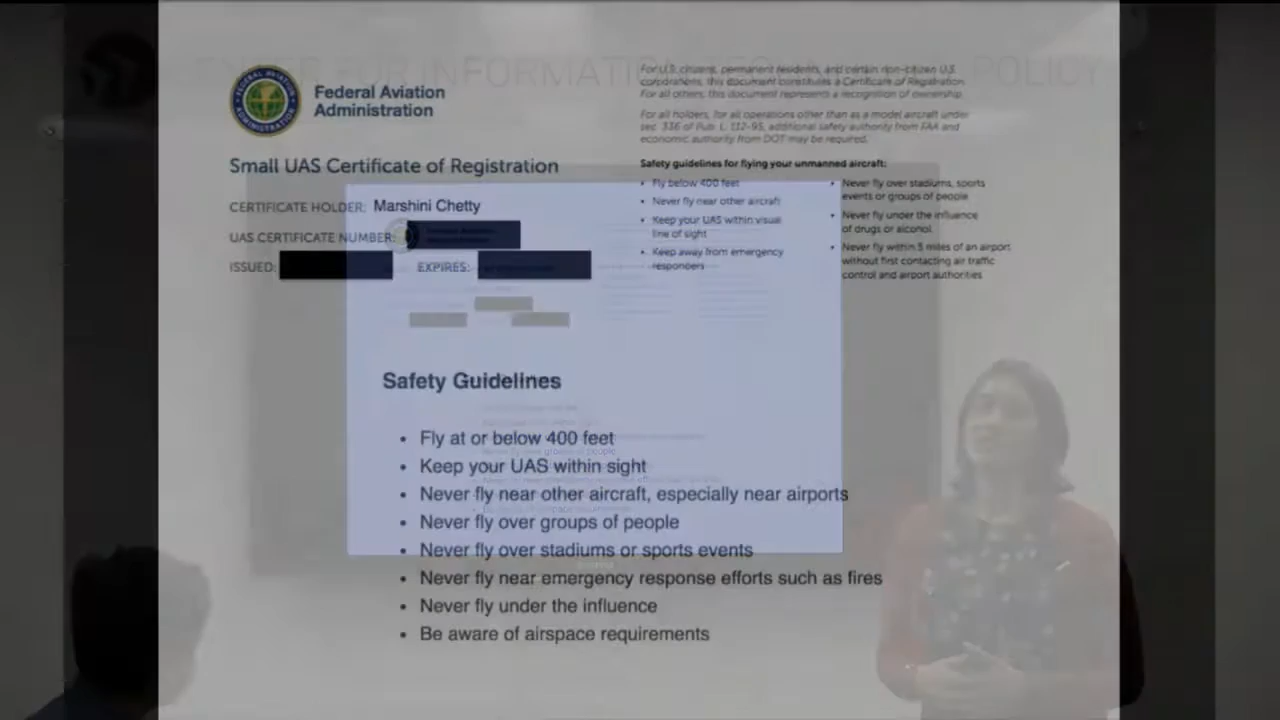 FOR INFORMATION
POLICY
Federal Aviation
Administration
Small UAS Certificate of Registration
CERTIFICATE HOLDER: Marshini Chetty
UAS CERTIFICATE NUMBER:
ISSUED:
EXPIRES:
For U.S. citizens, permanent residents, and certain non-citizen U.S.
corporations, this document constitutes a Certificate of Registration.
For all others, this document represents a recognition of ownership.
For all holders, for all operations other than as a model aircraft under
sec. 336 of Pub. L. 112-95, additional safety authority from FAA and
economic authority from DOT may be required.
Safety guidelines for flying your unmanned aircraft:
• Fly below 400 feet
• Never fly near other aircraft
• Keep your UAS within visual
line of sight
• Keep away from emergency
responders
• Never fly over stadiums, sports
events or groups of people
• Never fly under the influence
of drugs or alcohol
• Never fly within 5 miles of an airport
without first contacting air traffic
control and airport authorities
Safety Guidelines
• Fly at or below 400 feet
• Keep your UAS within sight
• Never fly near other aircraft, especially near airports
• Never fly over groups of people
• Never fly over stadiums or sports events
• Never fly near emergency response efforts such as fires
• Never fly under the influence
• Be aware of airspace requirements